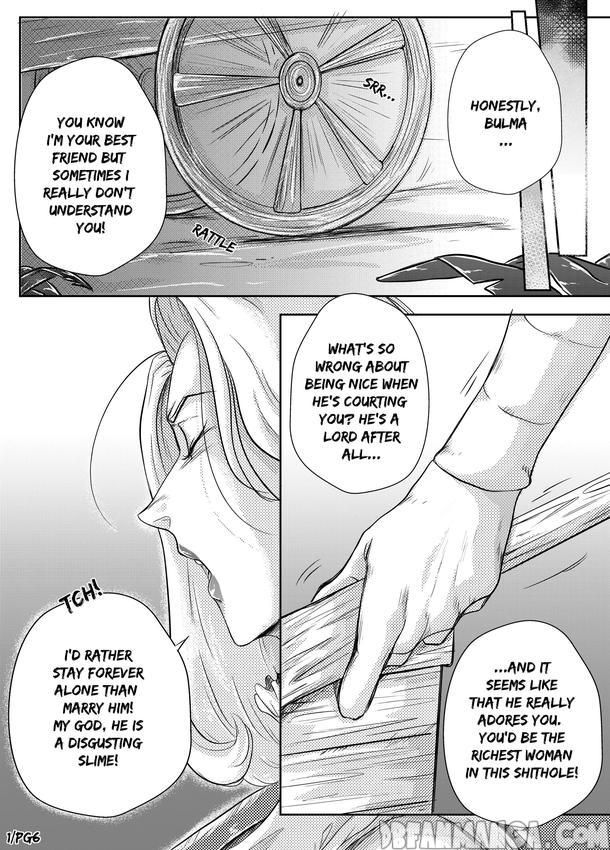 HONESTLY,
BULMA
...
SRR...
YOU KNOW
I'M YOUR BEST
FRIEND BUT
SOMETIMES I
REALLY DON'T
UNDERSTAND
YOU!
RATTLE
WHAT'S SO
WRONG ABOUT
BEING NICE WHEN
HE'S COURTING
YOU? HE'S A
LORD AFTER
ALL...
...AND IT
SEEMS LIKE
THAT HE REALLY
ADORES YOU.
YOU'D BE THE
RICHEST WOMAN
IN THIS SHITHOLE!
TCH!
I'D RATHER
STAY FOREVER
ALONE THAN
MARRY HIM!
MY GOD, HE IS
A DISGUSTING
SLIME!
1/PG6
DBFANMANGA.COM